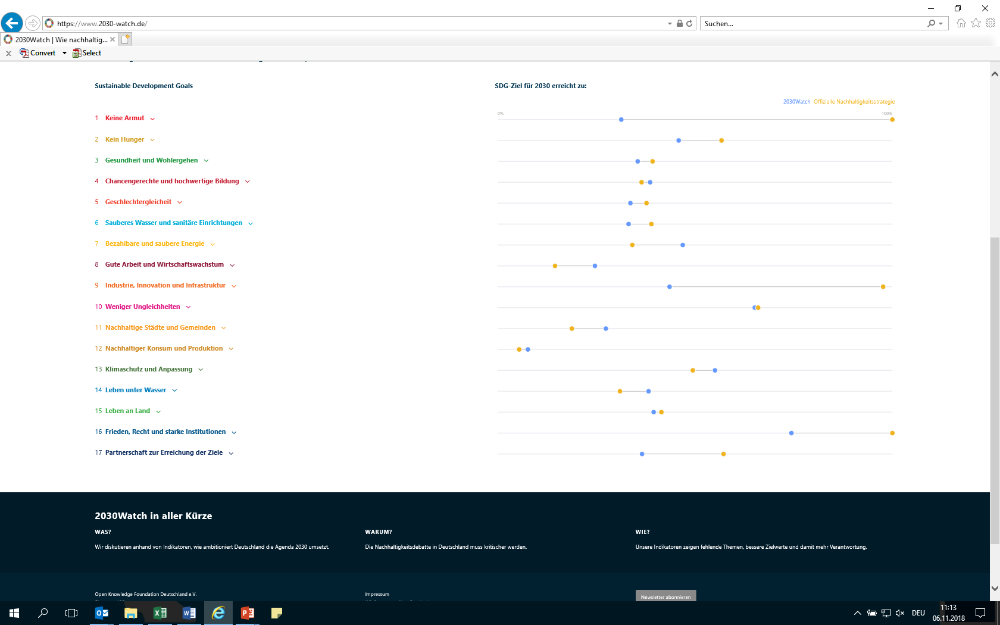 https://www.2030-watch.de/
Suchen...
2030Watch | Wie nachhaltig...
Convert
Select
Sustainable Development Goals
SDG-Ziel für 2030 erreicht zu:
2030Watch Offizielle Nachhaltigkeitsstrategie
0% 100%
1 Keine Armut
2 Kein Hunger
3 Gesundheit und Wohlergehen
4 Chancengerechte und hochwertige Bildung
5 Geschlechtergleicheit
6 Sauberes Wasser und sanitäre Einrichtungen
7 Bezahlbare und saubere Energie
8 Gute Arbeit und Wirtschaftswachstum
9 Industrie, Innovation und Infrastruktur
10 Weniger Ungleichheiten
11 Nachhaltige Städte und Gemeinden
12 Nachhaltiger Konsum und Produktion
13 Klimaschutz und Anpassung
14 Leben unter Wasser
15 Leben an Land
16 Frieden, Recht und starke Institutionen
17 Partnerschaft zur Erreichung der Ziele
2030Watch in aller Kürze
WAS?
Wir diskutieren anhand von Indikatoren, wie ambitioniert Deutschland die Agenda 2030 umsetzt.
WARUM?
Die Nachhaltigkeitsdebatte in Deutschland muss kritischer werden.
WIE?
Unsere Indikatoren zeigen fehlende Themen, bessere Zielwerte und damit mehr Verantwortung.
Open Knowledge Foundation Deutschland e.V.
Impressum
Newsletter abonnieren
DEU
11:13
06.11.2018